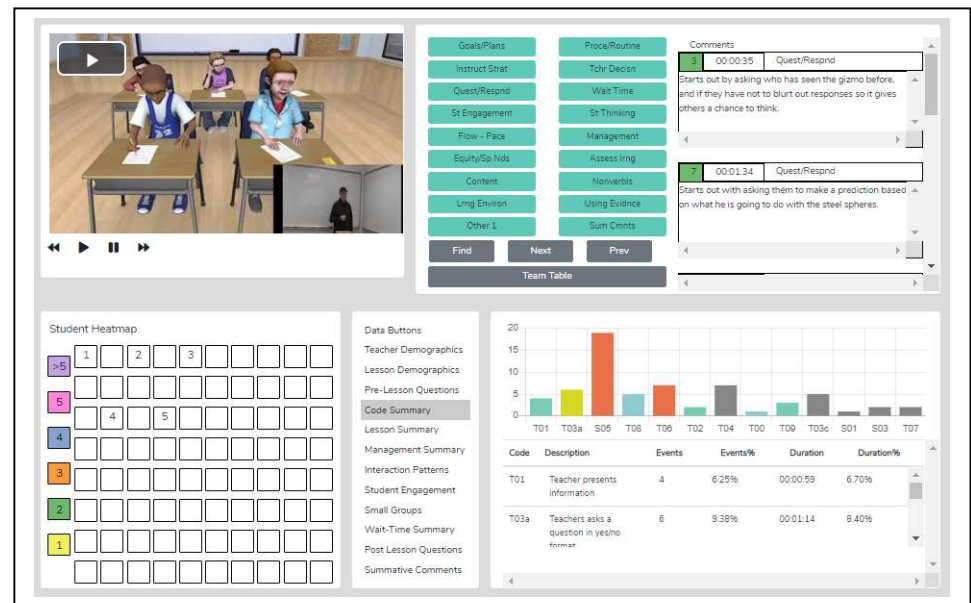 Goals/Plans
Proce/Routine
Instruct Strat
Tchr Decisn
Quest/Respnd
Wait Time
St Engagement
St Thinking
Flow - Pace
Management
Equity/Sp Nds
Assess lrng
Content
Nonverbls
Lrng Environ
Using Evidnce
Other 1
Sum Cmnts
Find
Next
Prev
Team Table
Comments
3 00:00:35 Quest/Respnd
Starts out by asking who has seen the gizmo before,
and if they have not to blurt out responses so it gives
others a chance to think.
7 00:01:34 Quest/Respnd
Starts out with asking them to make a prediction based
on what he is going to do with the steel spheres.
Student Heatmap
>5
5
4
3
2
1
1 2 3
4 5
Data Buttons
Teacher Demographics
Lesson Demographics
Pre-Lesson Questions
Code Summary
Lesson Summary
Management Summary
Interaction Patterns
Student Engagement
Small Groups
Wait-Time Summary
Post Lesson Questions
Summative Comments
20
15
10
5
0
T01 T03a S05 T08 T06 T02 T04 T00 T09 T03c S01 S03 T07
Code Description Events Events% Duration Duration%
T01 Teacher presents 4 6.25% 00:00:59 6.70%
information
T03a Teachers asks a 6 9.38% 00:01:14 8.40%
question in yes/no
format